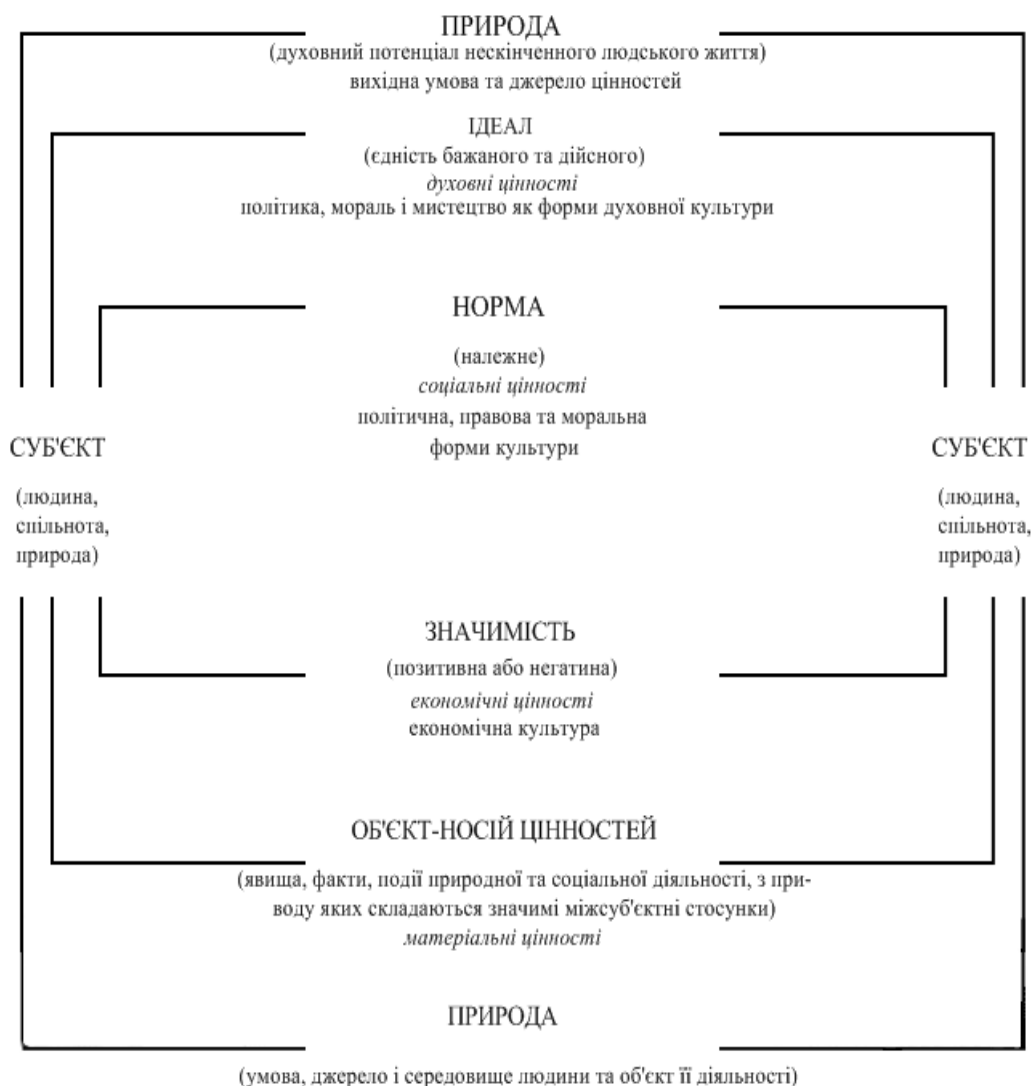 ПРИРОДА
(духовний потенціал нескінченного людського життя)
вихідна умова та джерело цінностей
ІДЕАЛ
(єдність бажаного та дійсного)
духовні цінності
політика, мораль і мистецтво як форми духовної культури
НОРМА
(належне)
соціальні цінності
політична, правова та моральна
форми культури
СУБ'ЄКТ
(людина,
спільнота,
природа)
СУБ'ЄКТ
(людина,
спільнота,
природа)
ЗНАЧИМІСТЬ
(позитивна або негатина)
економічні цінності
економічна культура
ОБ'ЄКТ-НОСІЙ ЦІННОСТЕЙ
(явища, факти, події природної та соціальної діяльності, з при-
воду яких складаються значимі міжсуб'єктні стосунки)
матеріальні цінності
ПРИРОДА
(умова, джерело і середовище людини та об'єкт її діяльності)